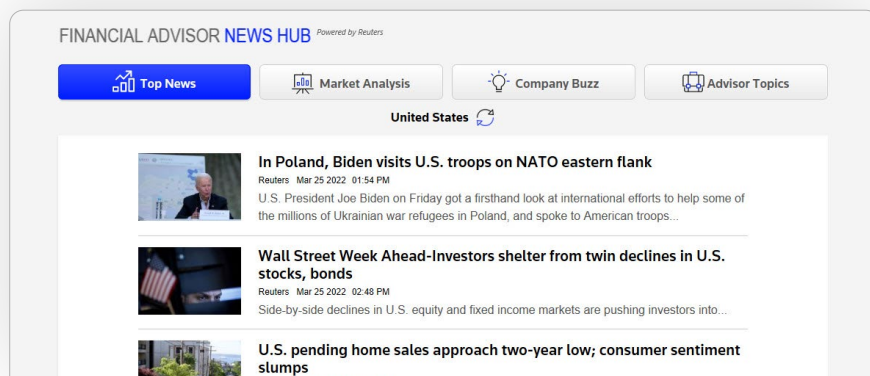 FINANCIAL ADVISOR NEWS HUB Powered by Reuters
Top News
Market Analysis
Company Buzz
Advisor Topics
United States
In Poland, Biden visits U.S. troops on NATO eastern flank
Reuters Mar 25 2022 01:54 PM
U.S. President Joe Biden on Friday got a firsthand look at international efforts to help some of
the millions of Ukrainian war refugees in Poland, and spoke to American troops...
Wall Street Week Ahead-Investors shelter from twin declines in U.S.
stocks, bonds
Reuters Mar 25 2022 02:48 PM
Side-by-side declines in U.S. equity and fixed income markets are pushing investors into...
U.S. pending home sales approach two-year low; consumer sentiment
slumps